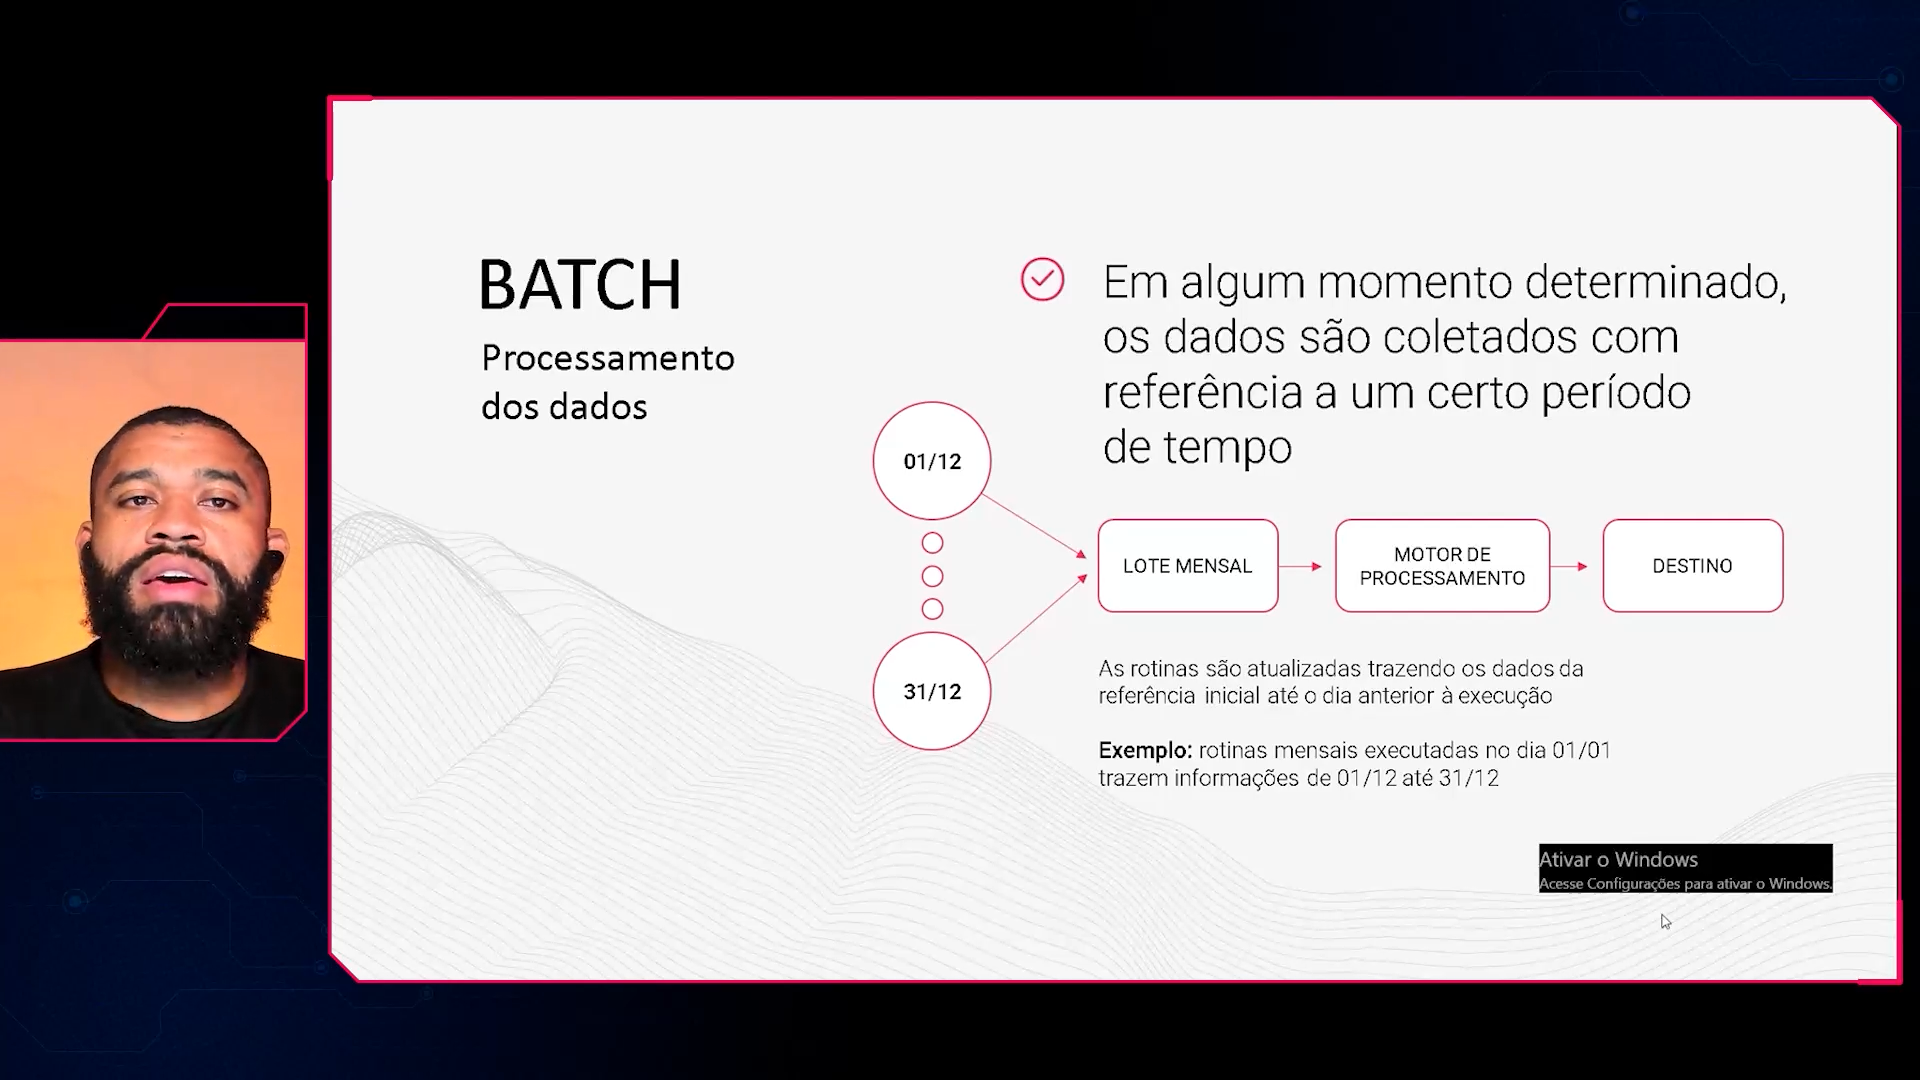 BATCH
Processamento
dos dados
Em algum momento determinado,
os dados são coletados com
referência a um certo período
de tempo
01/12
31/12
LOTE MENSAL
MOTOR DE
PROCESSAMENTO
DESTINO
As rotinas são atualizadas trazendo os dados da
referência inicial até o dia anterior à execução
Exemplo: rotinas mensais executadas no dia 01/01
trazem informações de 01/12 até 31/12
Ativar o Windows
Acesse Configurações para ativar o Windows.